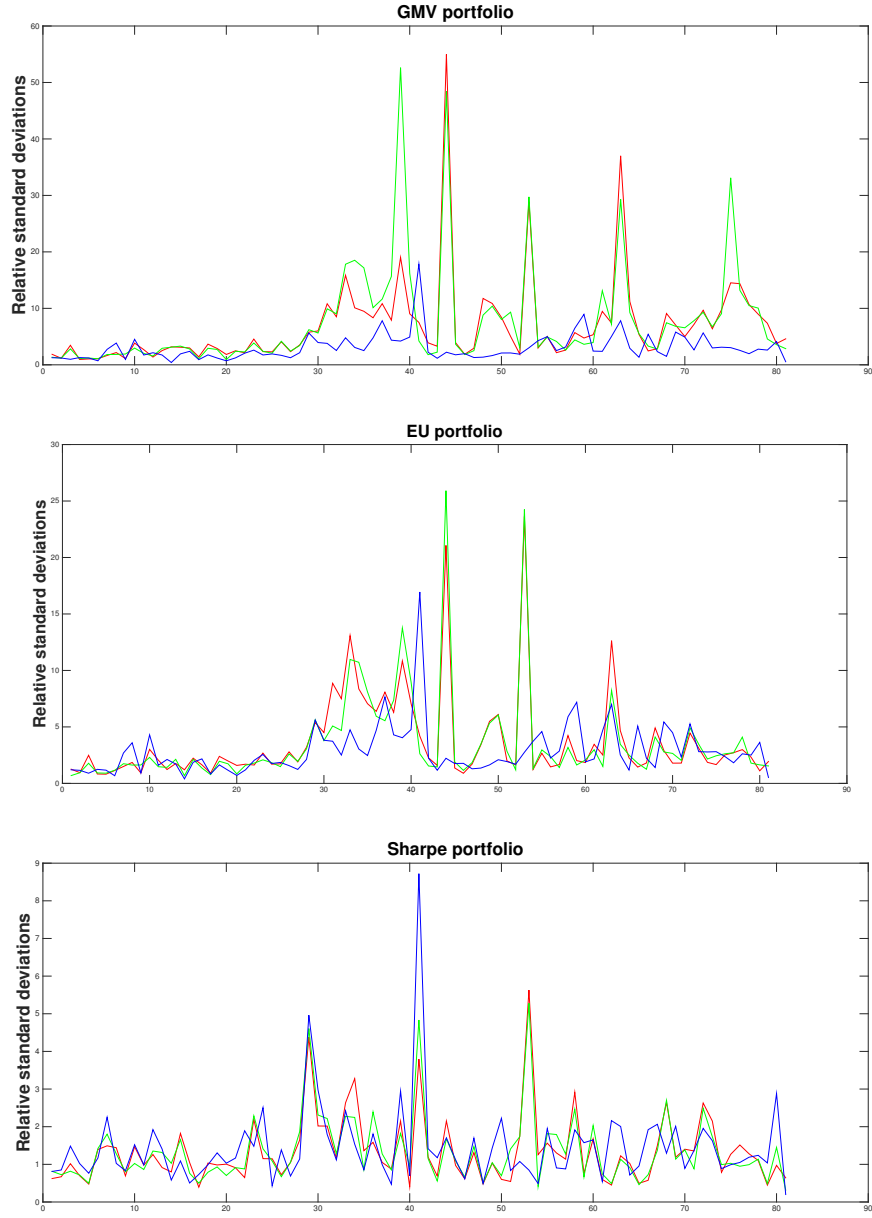 GMV portfolio
Relative standard deviations
60
50
40
30
20
10
0
0 10 20 30 40 50 60 70 80 90
EU portfolio
Relative standard deviations
30
25
20
15
10
5
0
0 10 20 30 40 50 60 70 80 90
Sharpe portfolio
Relative standard deviations
9
8
7
6
5
4
3
2
1
0
0 10 20 30 40 50 60 70 80 90